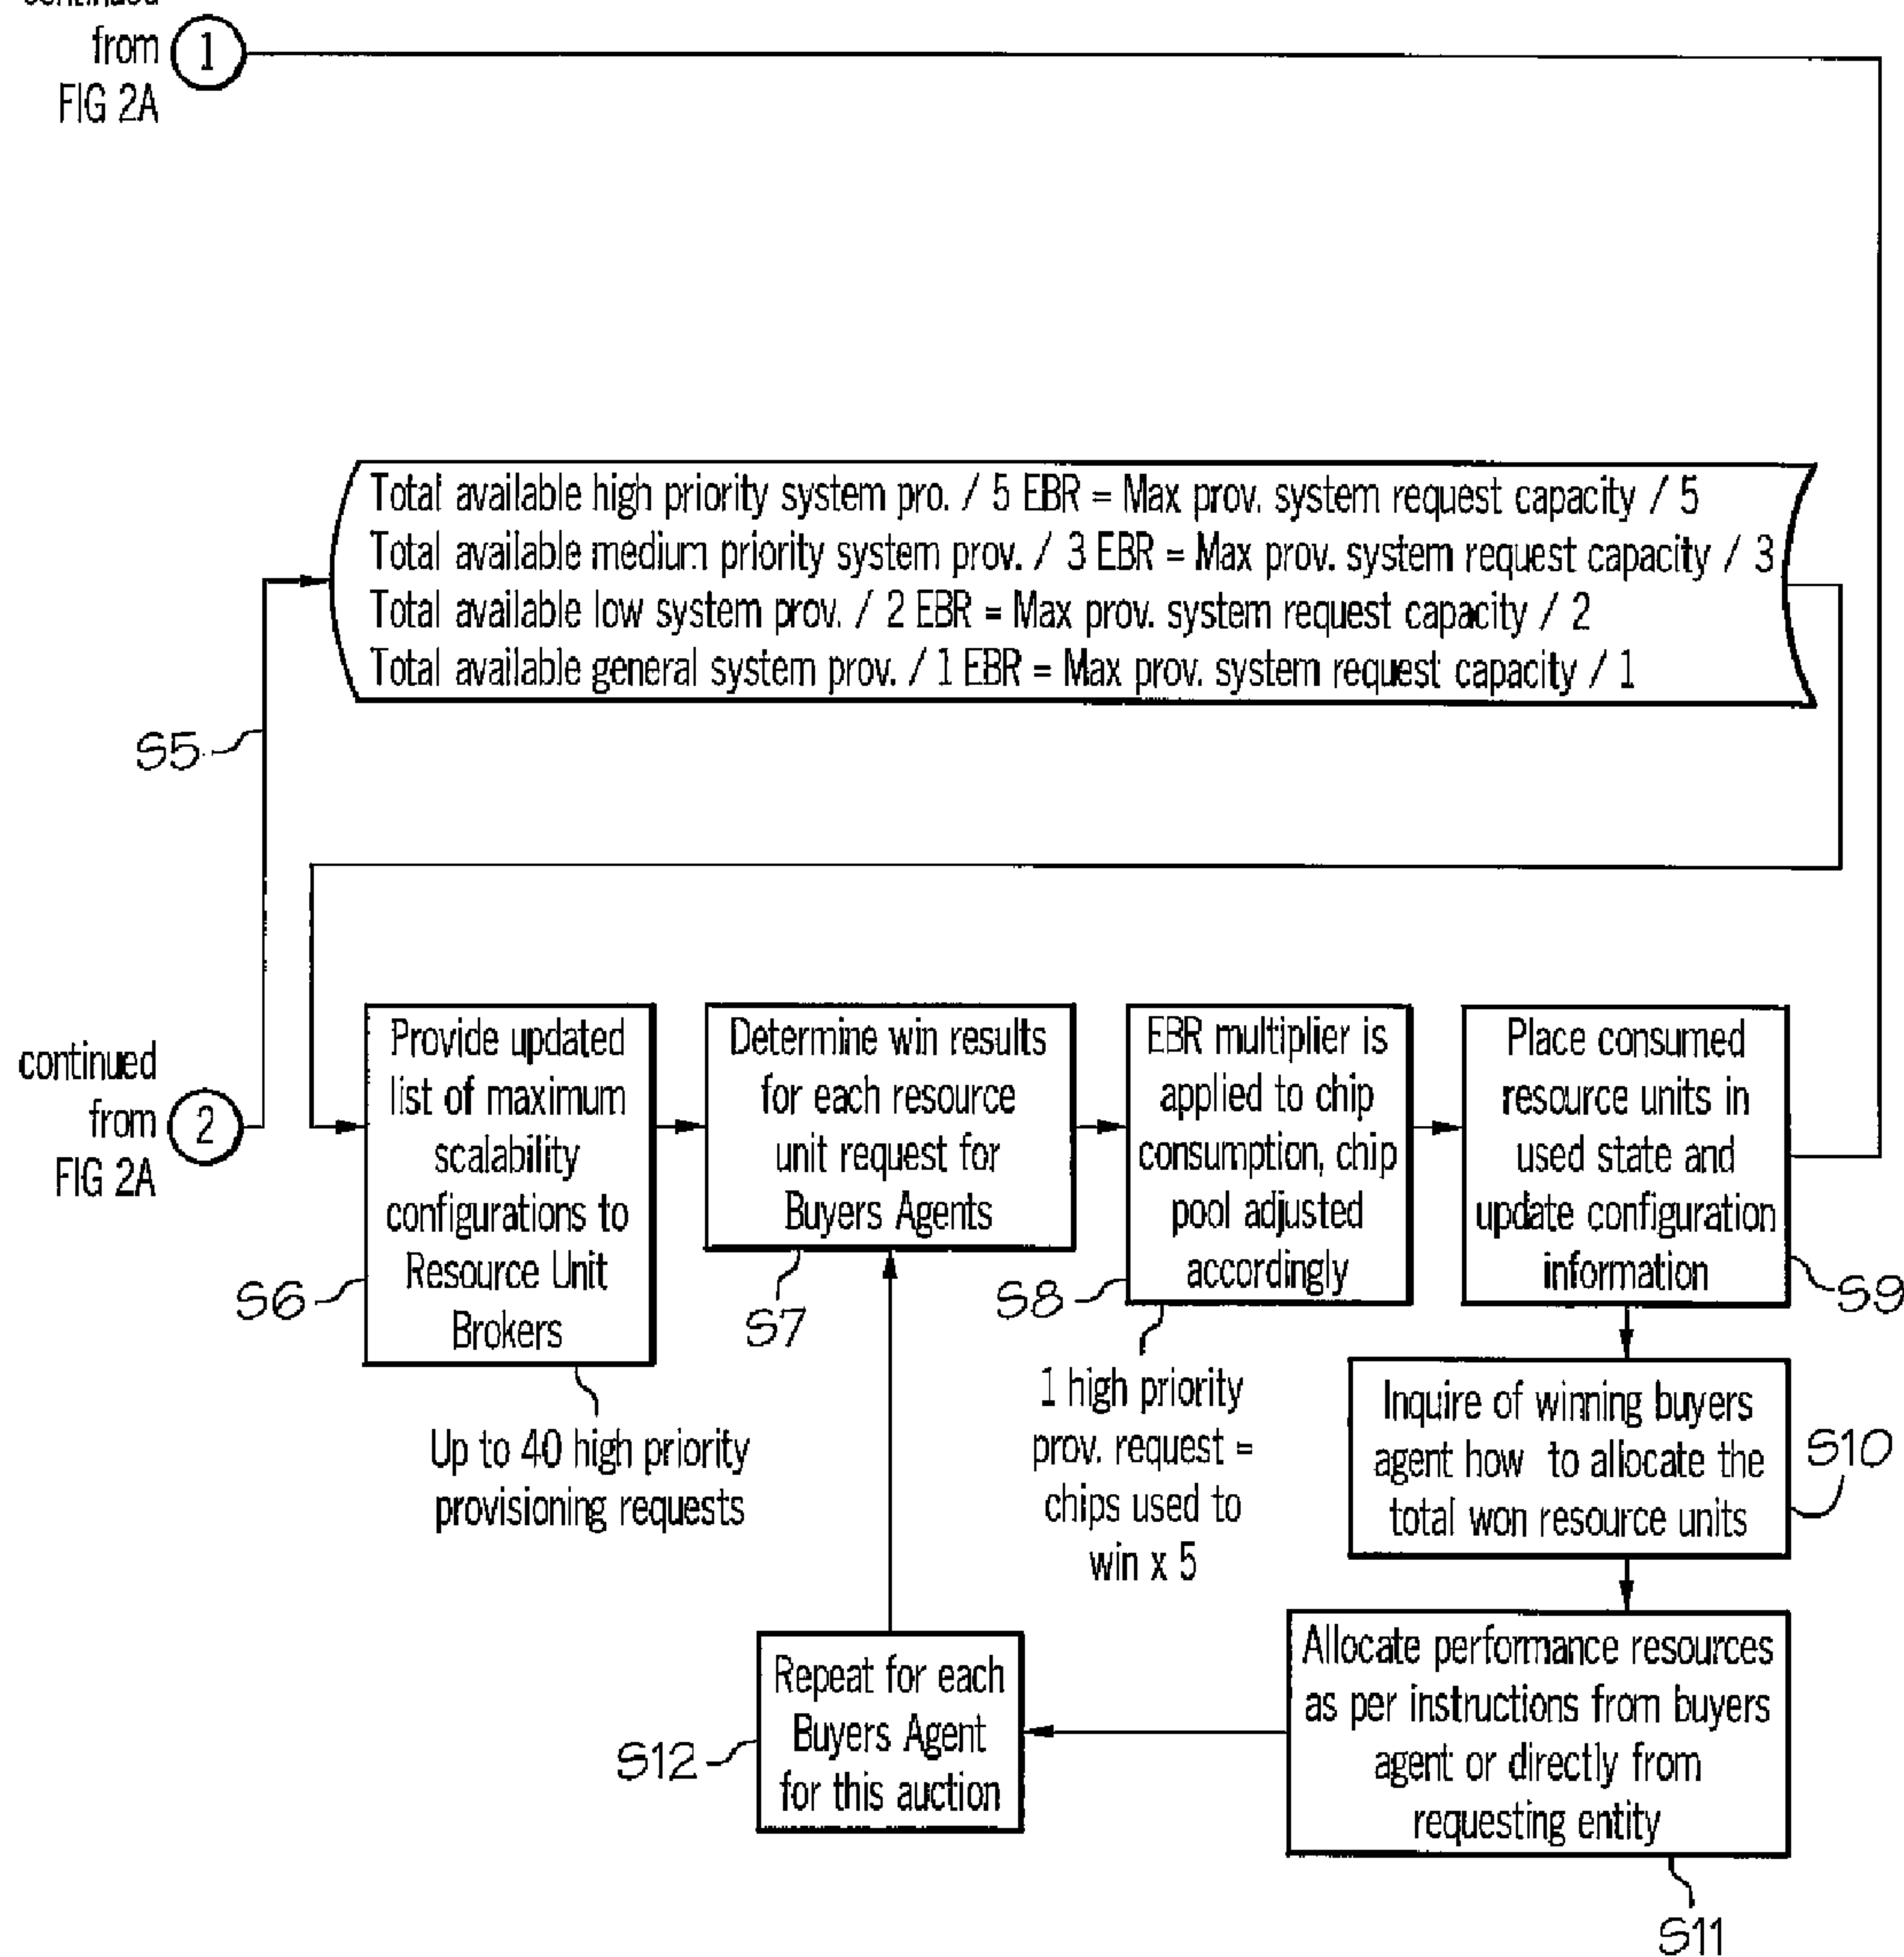 from
FIG 2A
1
Total available high priority system pro. / 5 EBR = Max prov. system request capacity / 5
Total available medium priority system prov. / 3 EBR = Max prov. system request capacity / 3
Total available low system prov. / 2 EBR = Max prov. system request capacity / 2
Total available general system prov. / 1 EBR = Max prov. system request capacity / 1
S5
continued
from
FIG 2A
2
Provide updated
list of maximum
scalability
configurations to
Resource Unit
Brokers
S6
Up to 40 high priority
provisioning requests
Determine win results
for each resource
unit request for
Buyers Agents
S7
EBR multiplier is
applied to chip
consumption, chip
pool adjusted
accordingly
S8
1 high priority
prov. request =
chips used to
win x 5
Place consumed
resource units in
used state and
update configuration
information
S9
Inquire of winning buyers
agent how to allocate the
total won resource units
S10
Allocate performance resources
as per instructions from buyers
agent or directly from
requesting entity
S11
Repeat for each
Buyers Agent
for this auction
S12